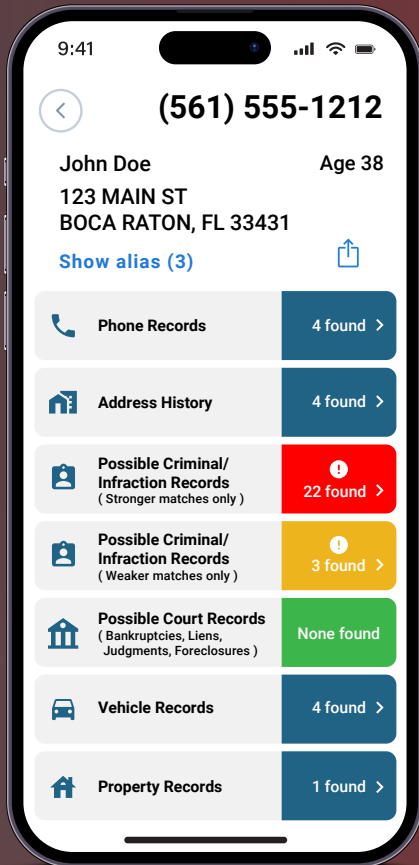 9:41
(561) 555-1212
John Doe Age 38
123 MAIN ST
BOCA RATON, FL 33431
Show alias (3)
Phone Records 4 found
Address History 4 found
Possible Criminal/
Infraction Records
( Stronger matches only )
22 found
Possible Criminal/
Infraction Records
( Weaker matches only )
3 found
Possible Court Records
( Bankruptcies, Liens,
Judgments, Foreclosures )
None found
Vehicle Records 4 found
Property Records 1 found